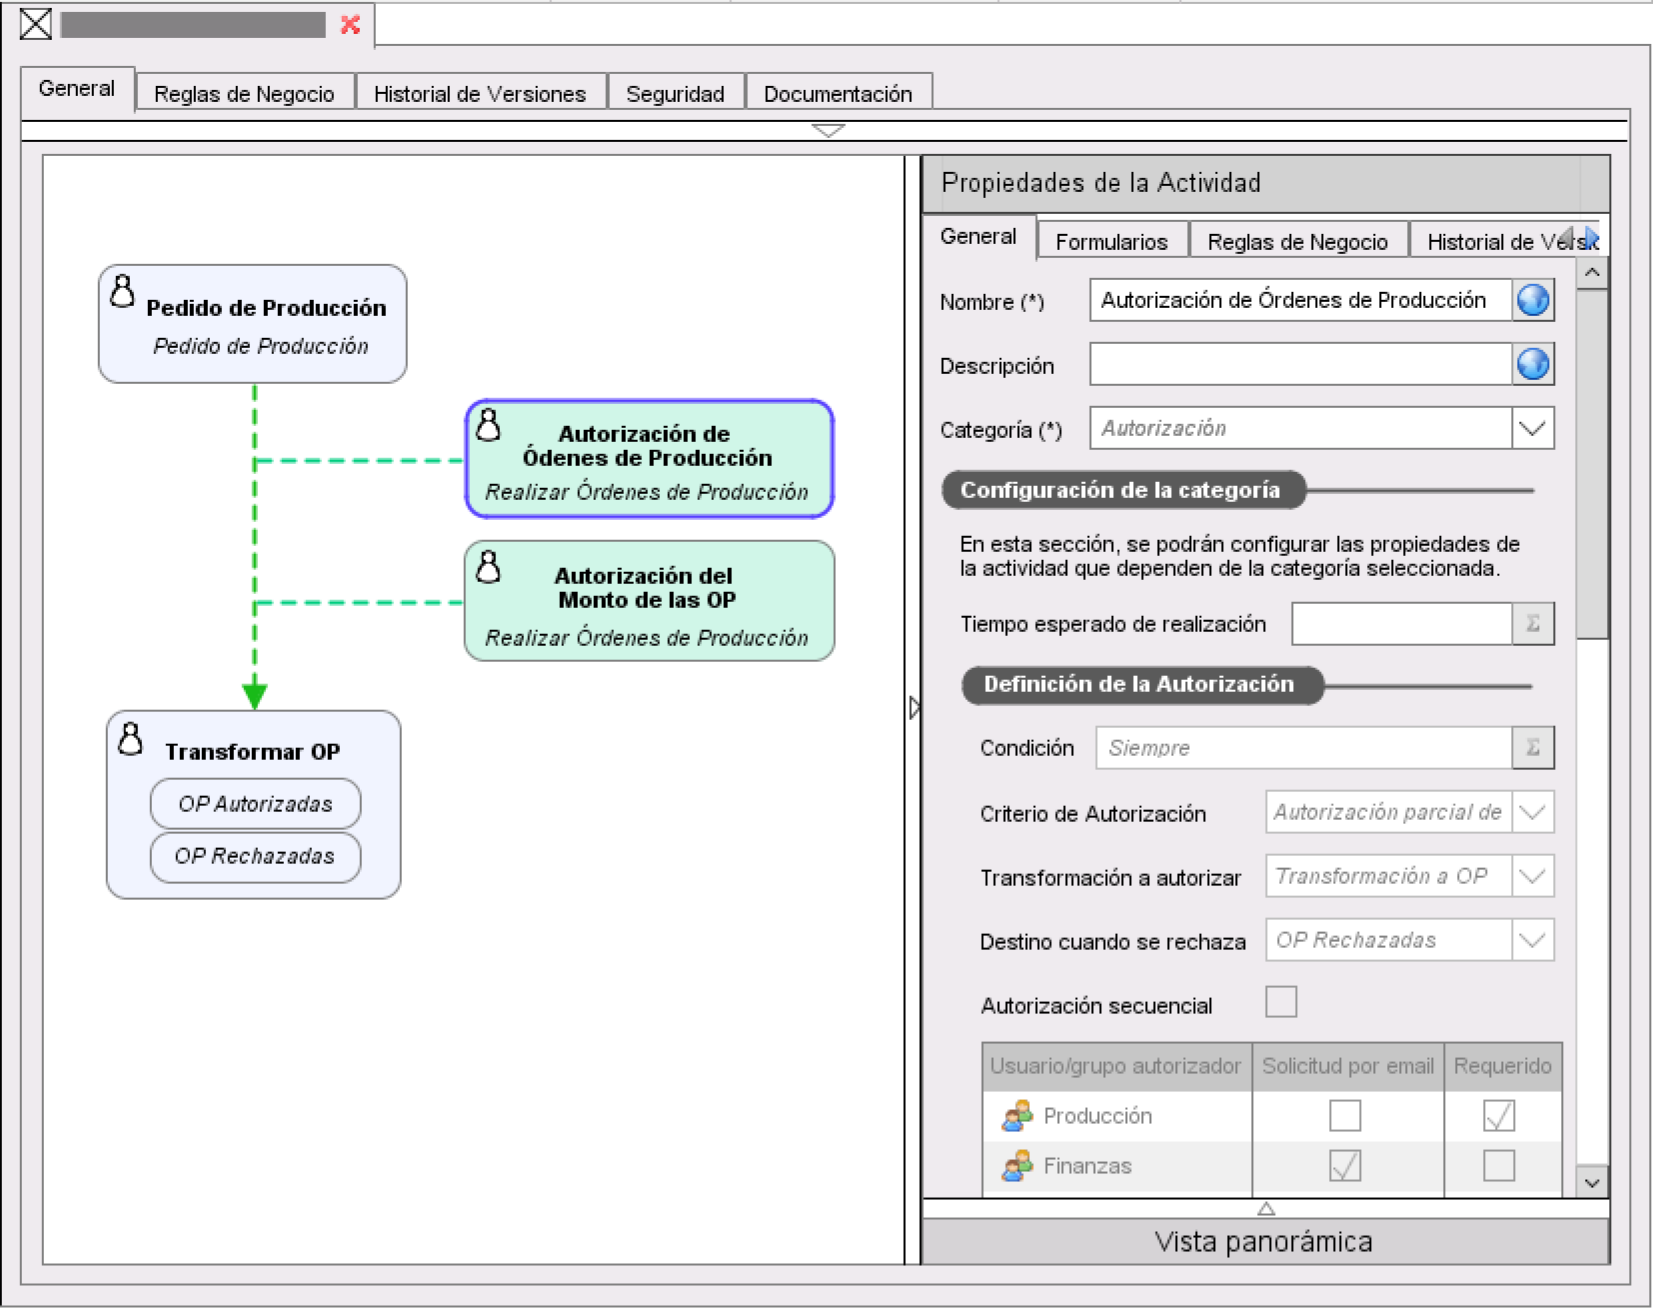 General
Reglas de Negocio
Historial de Versiones
Seguridad
Documentación
Pedido de Producción
Pedido de Producción
Autorización de
Ódenes de Producción
Realizar Órdenes de Producción
Autorización del
Monto de las OP
Realizar Órdenes de Producción
Transformar OP
OP Autorizadas
OP Rechazadas
Propiedades de la Actividad
General
Formularios
Reglas de Negocio
Historial de Versic
Nombre (*)
Autorización de Órdenes de Producción
Descripción
Categoría (*)
Autorización
Configuración de la categoría
En esta sección, se podrán configurar las propiedades de
la actividad que dependen de la categoría seleccionada.
Tiempo esperado de realización
Σ
Definición de la Autorización
Condición
Siempre
Σ
Criterio de Autorización
Autorización parcial de
Transformación a autorizar
Transformación a OP
Destino cuando se rechaza
OP Rechazadas
Autorización secuencial
Usuario/grupo autorizador
Solicitud por email
Requerido
Producción
Finanzas
Vista panorámica